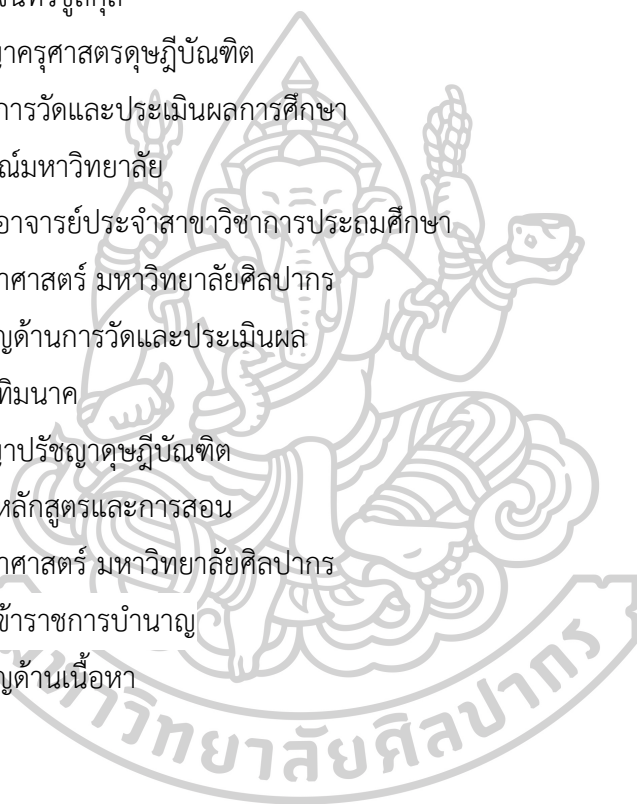 าครุศาสตรดุษฎีบัณฑิต
การวัดและประเมินผลการศึกษา
ณ์มหาวิทยาลัย
อาจารย์ประจำสาขาวิชาการประถมศึกษา
าศาสตร์ มหาวิทยาลัยศิลปากร
ญด้านการวัดและประเมินผล
ทิมนาค
าปรัชญาดุษฎีบัณฑิต
หลักสูตรและการสอน
าศาสตร์ มหาวิทยาลัยศิลปากร
ข้าราชการบำนาญ
ญด้านเนื้อหา
มหาวิทยาลัยศิลปากร